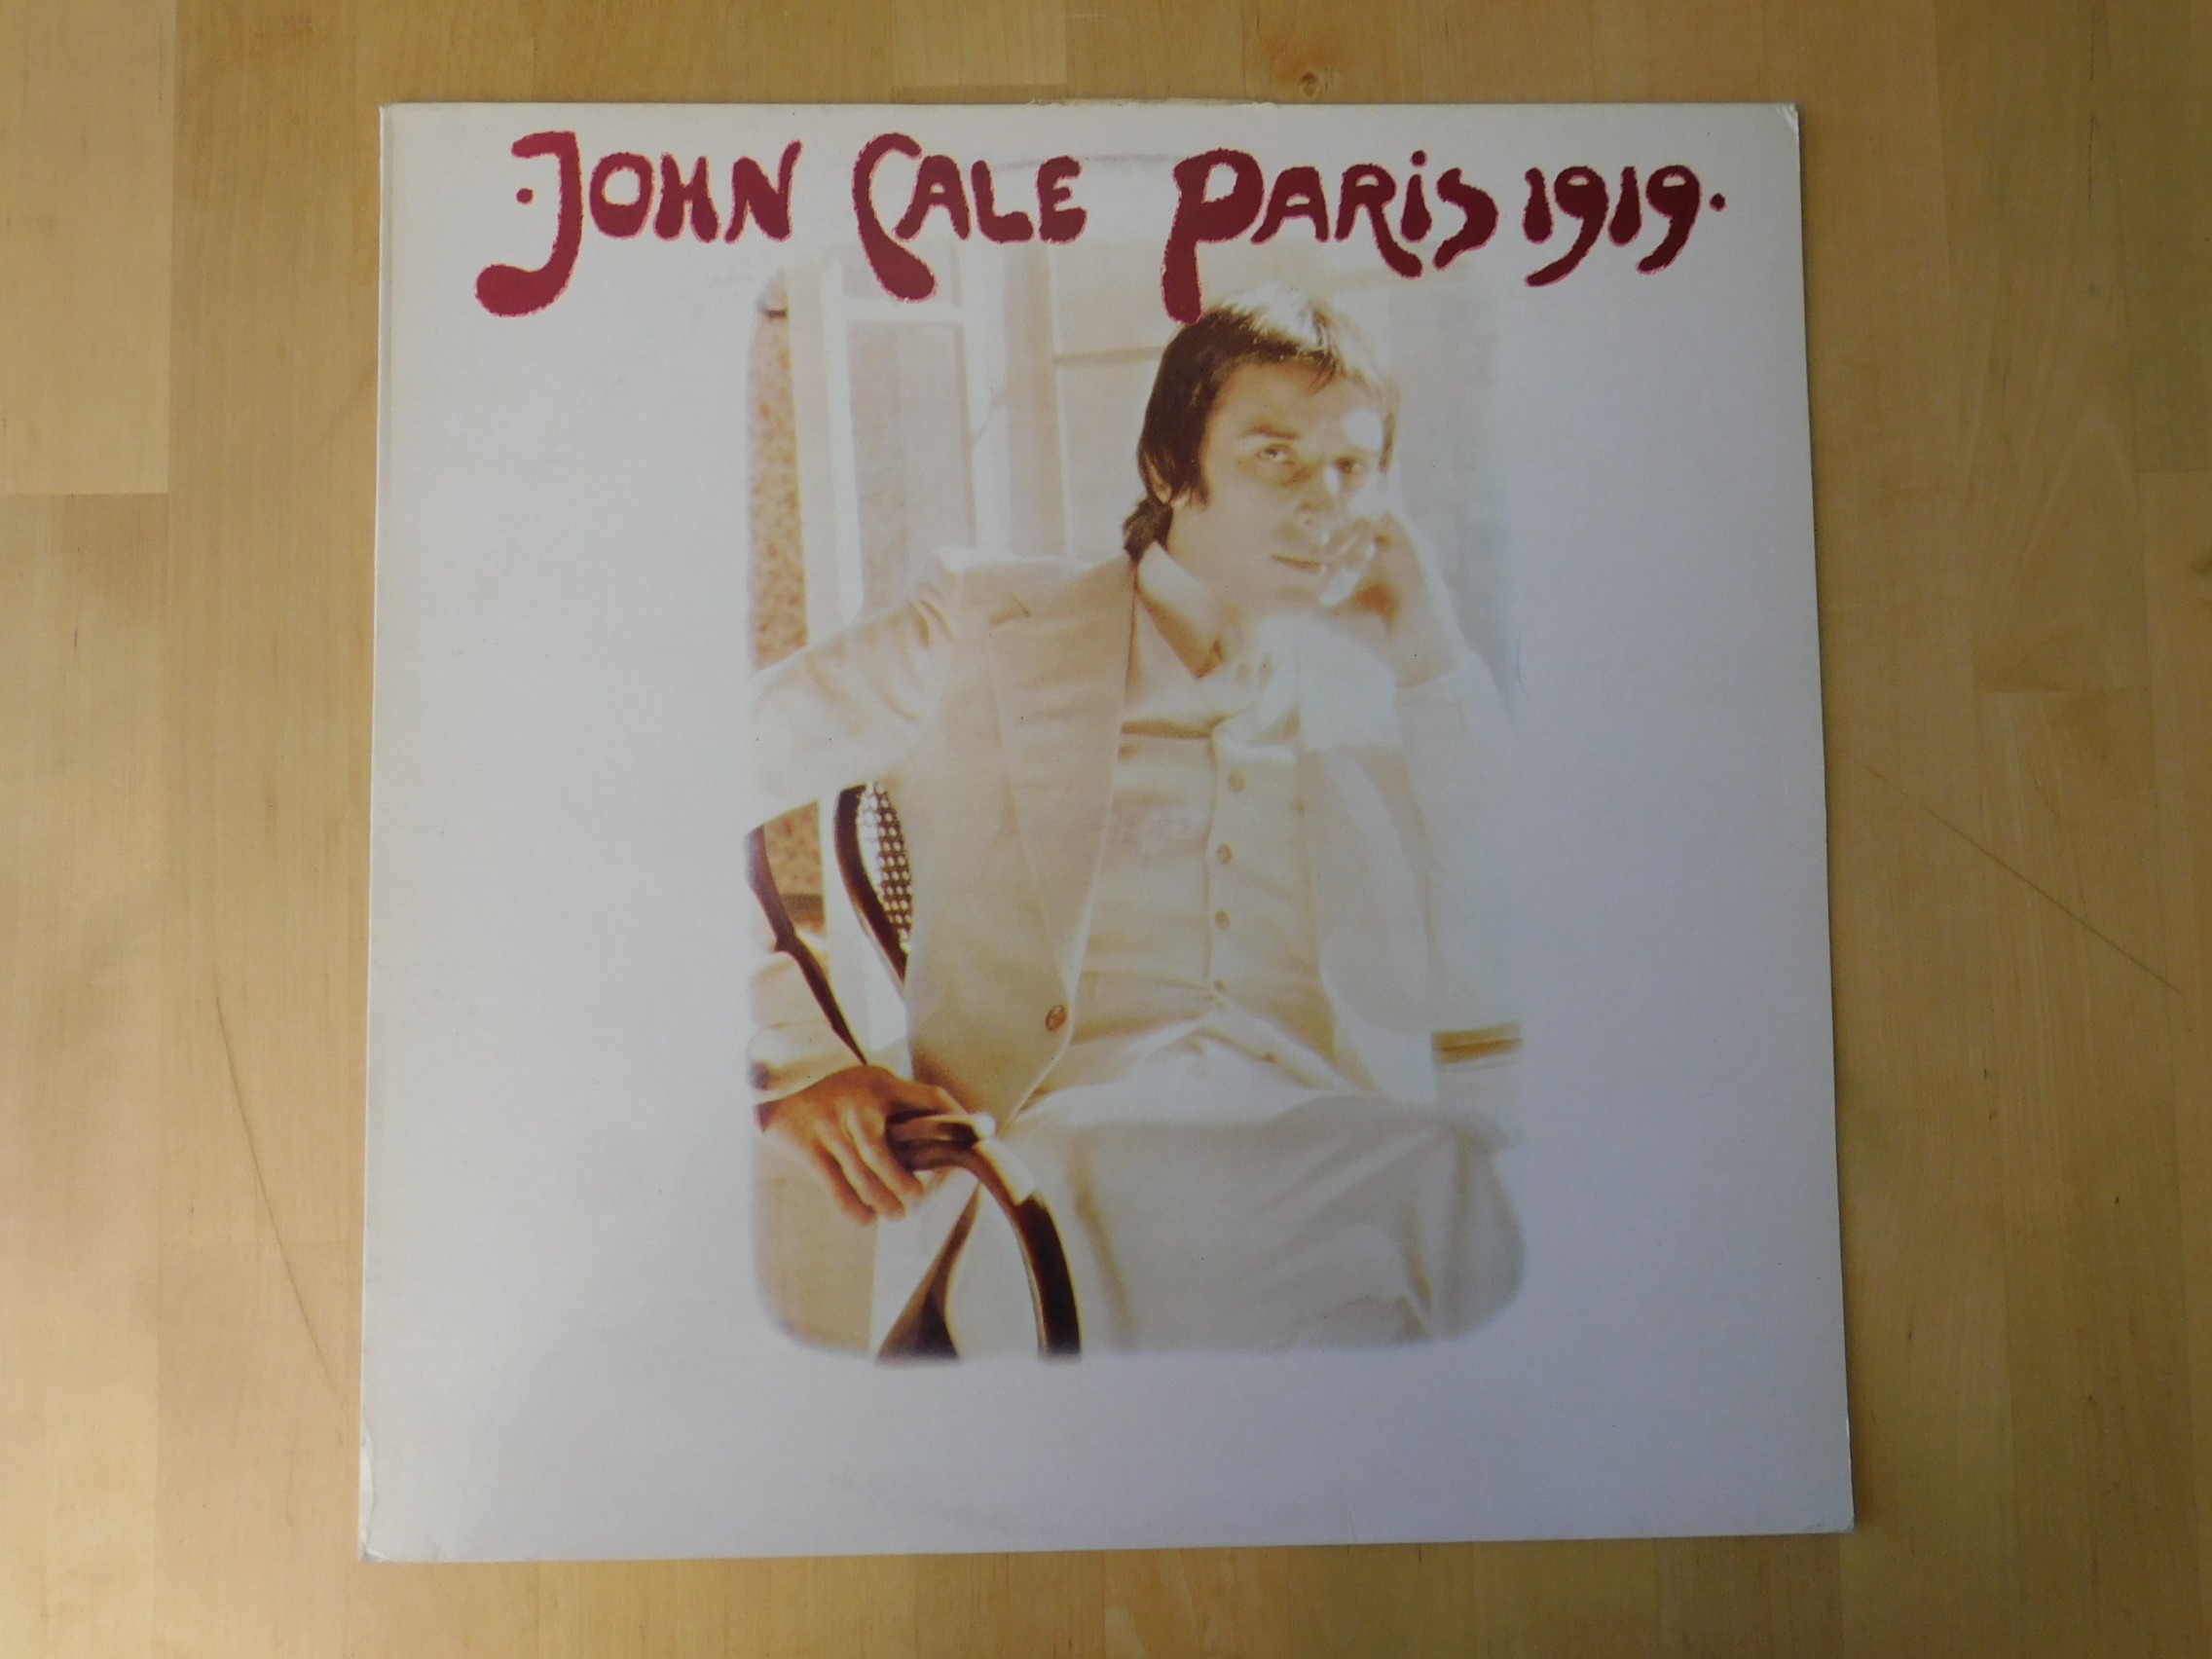 ·JOHN CALE PARIS 1919·